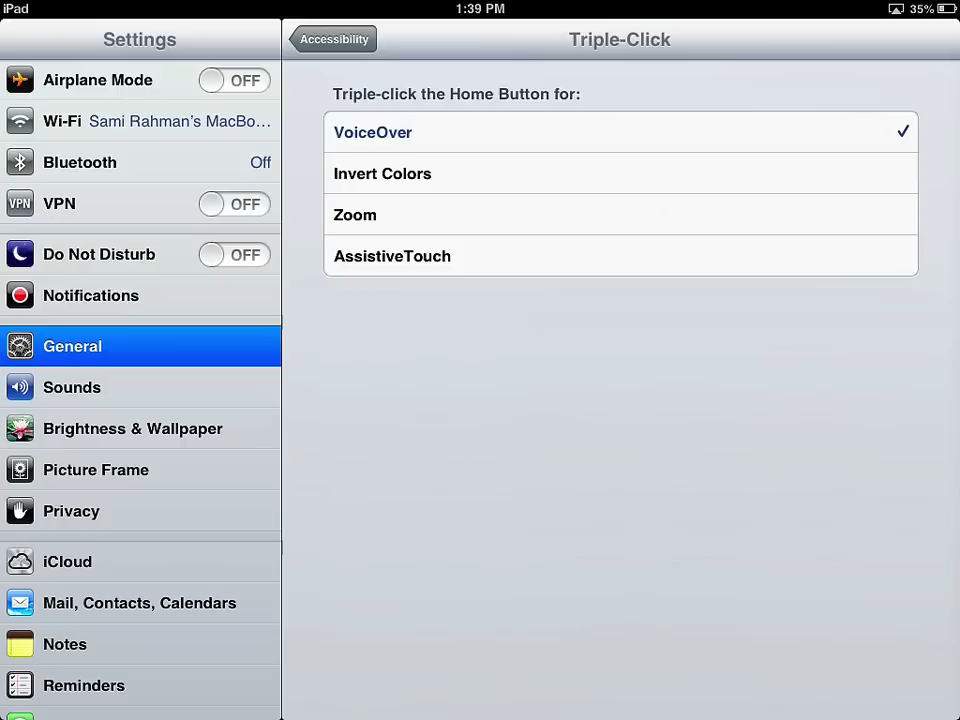 iPad
1:39 PM
35%
Settings
Accessibility
Triple-Click
Airplane Mode OFF
Wi-Fi Sami Rahman's MacBo...
Bluetooth Off
VPN VPN OFF
Do Not Disturb OFF
Notifications
General
Sounds
Brightness & Wallpaper
Picture Frame
Privacy
iCloud
Mail, Contacts, Calendars
Notes
Reminders
Triple-click the Home Button for:
VoiceOver ✓
Invert Colors
Zoom
AssistiveTouch